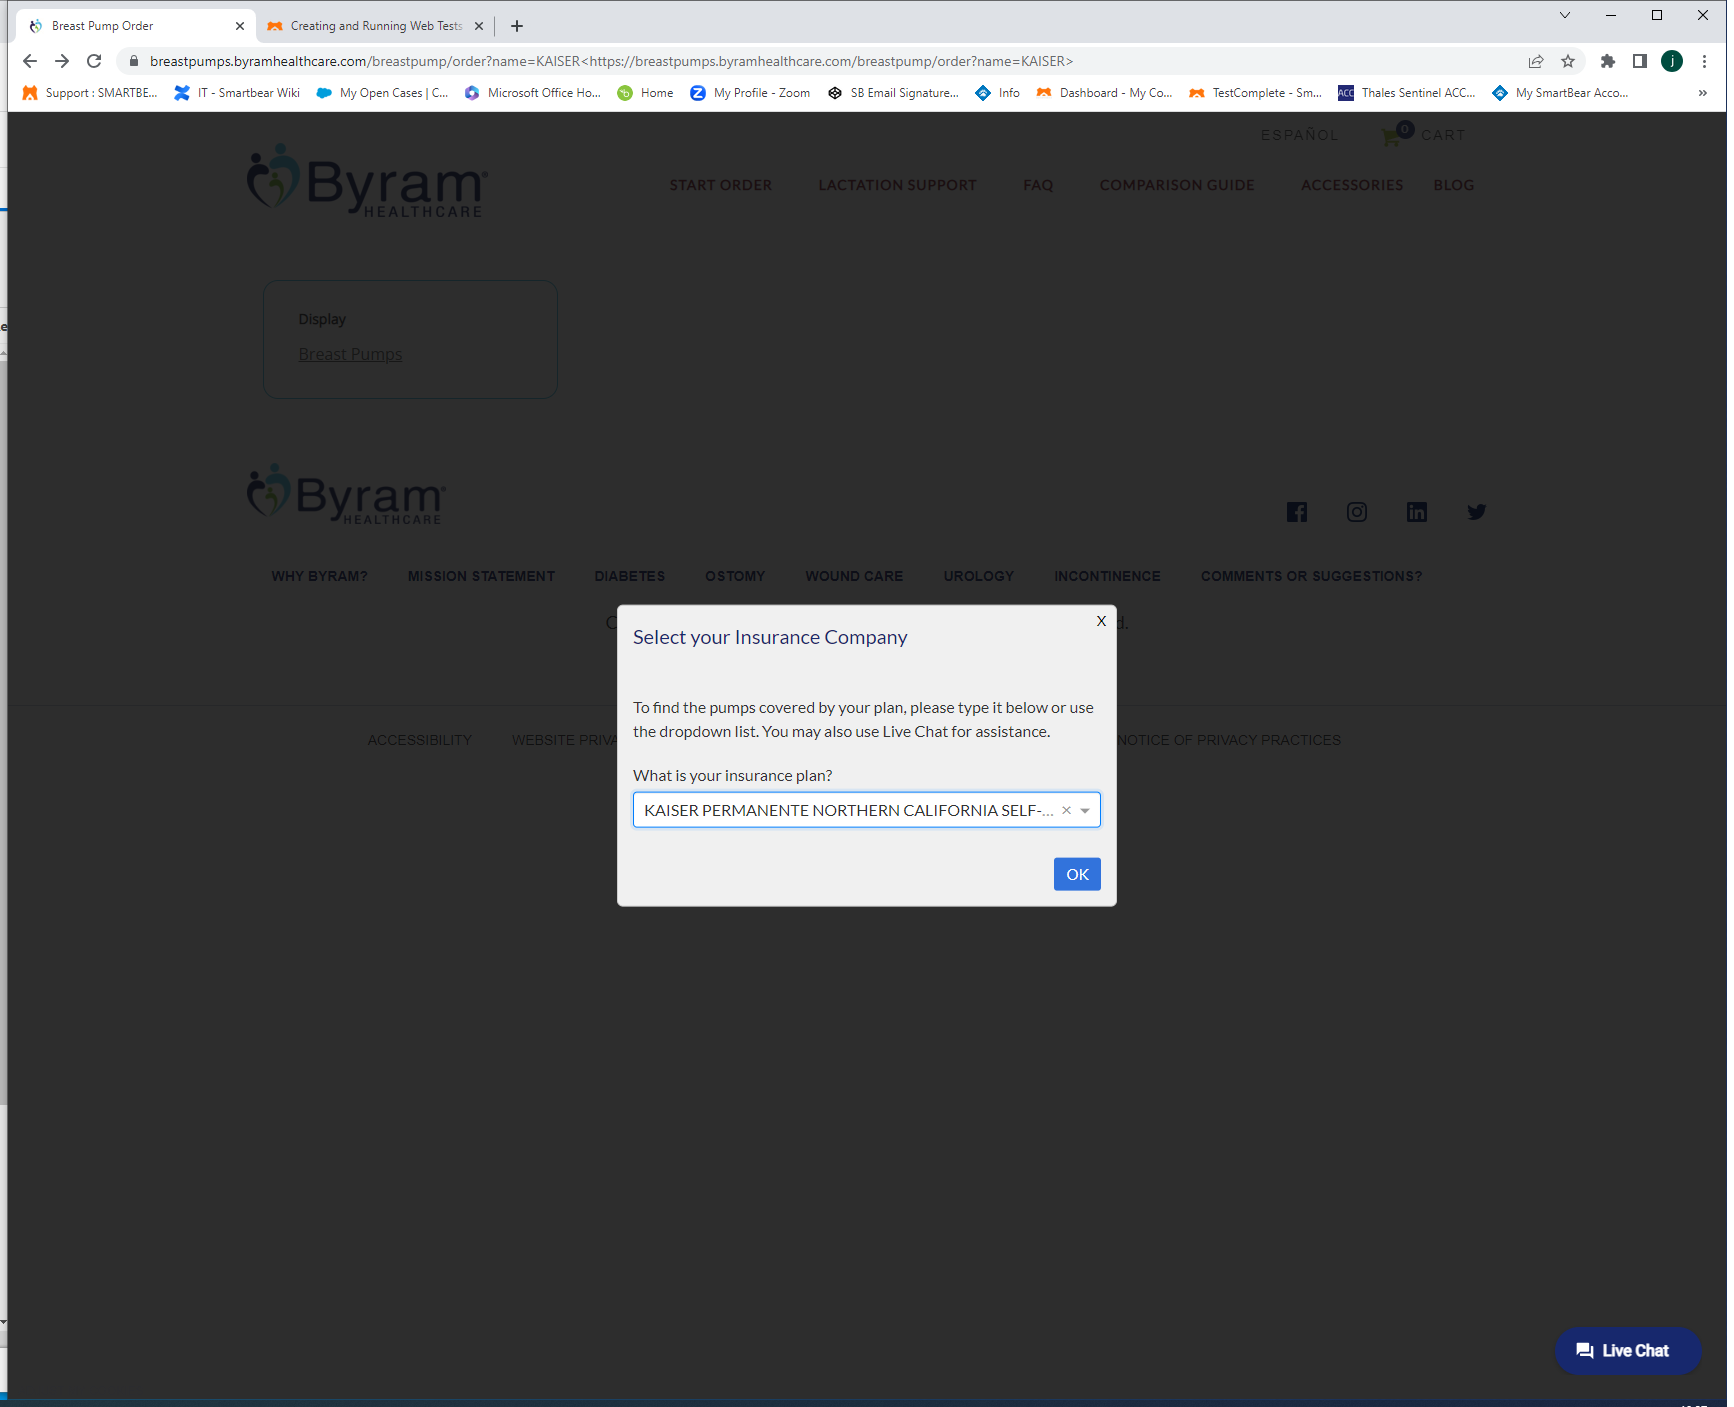 Breast Pump Order
Creating and Running Web Tests
breastpumps.byramhealthcare.com/breastpump/order?name=KAISER<https://breastpumps.byramhealthcare.com/breastpump/order?name=KAISER>
j
Support : SMARTBE...
IT - Smartbear Wiki
My Open Cases | C...
Microsoft Office Ho...
Home
My Profile - Zoom
SB Email Signature...
Info
Dashboard - My Co...
TestComplete - Sm...
ACC
Thales Sentinel ACC...
My SmartBear Acco...
»
ESPAÑOL
0
CART
Byram®
HEALTHCARE
START ORDER
LACTATION SUPPORT
FAQ
COMPARISON GUIDE
ACCESSORIES
BLOG
Display
Breast Pumps
Byram®
HEALTHCARE
WHY BYRAM?
MISSION STATEMENT
DIABETES
OSTOMY
WOUND CARE
UROLOGY
INCONTINENCE
COMMENTS OR SUGGESTIONS?
X
Select your Insurance Company
To find the pumps covered by your plan, please type it below or use
the dropdown list. You may also use Live Chat for assistance.
ACCESSIBILITY
WEBSITE PRIVA
NOTICE OF PRIVACY PRACTICES
What is your insurance plan?
KAISER PERMANENTE NORTHERN CALIFORNIA SELF-...
OK
Live Chat